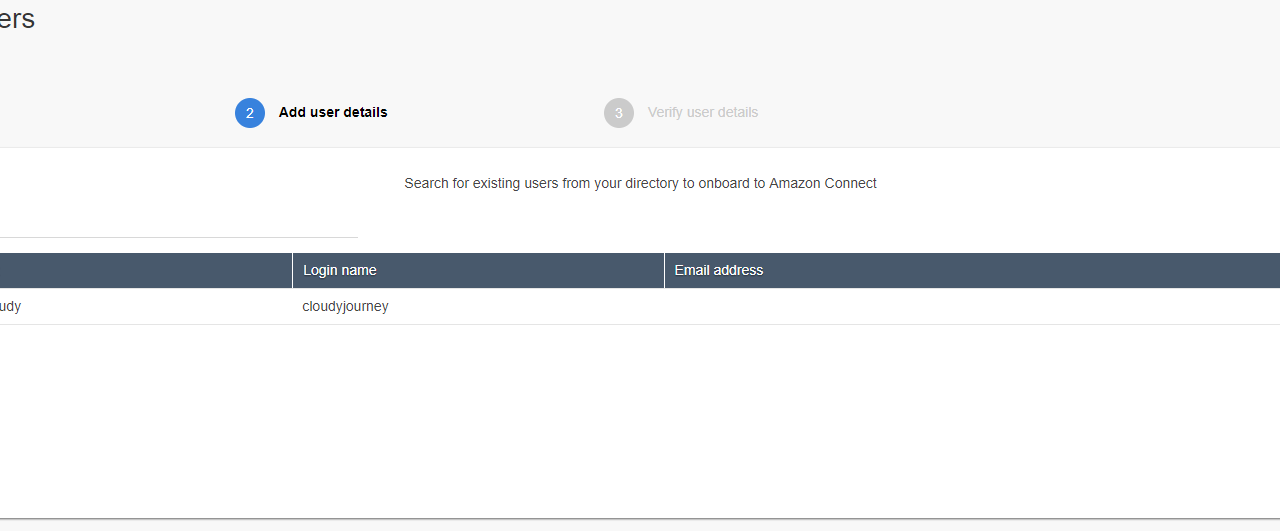 ers
2 Add user details 3 Verify user details
Search for existing users from your directory to onboard to Amazon Connect
Login name Email address
udy cloudyjourney